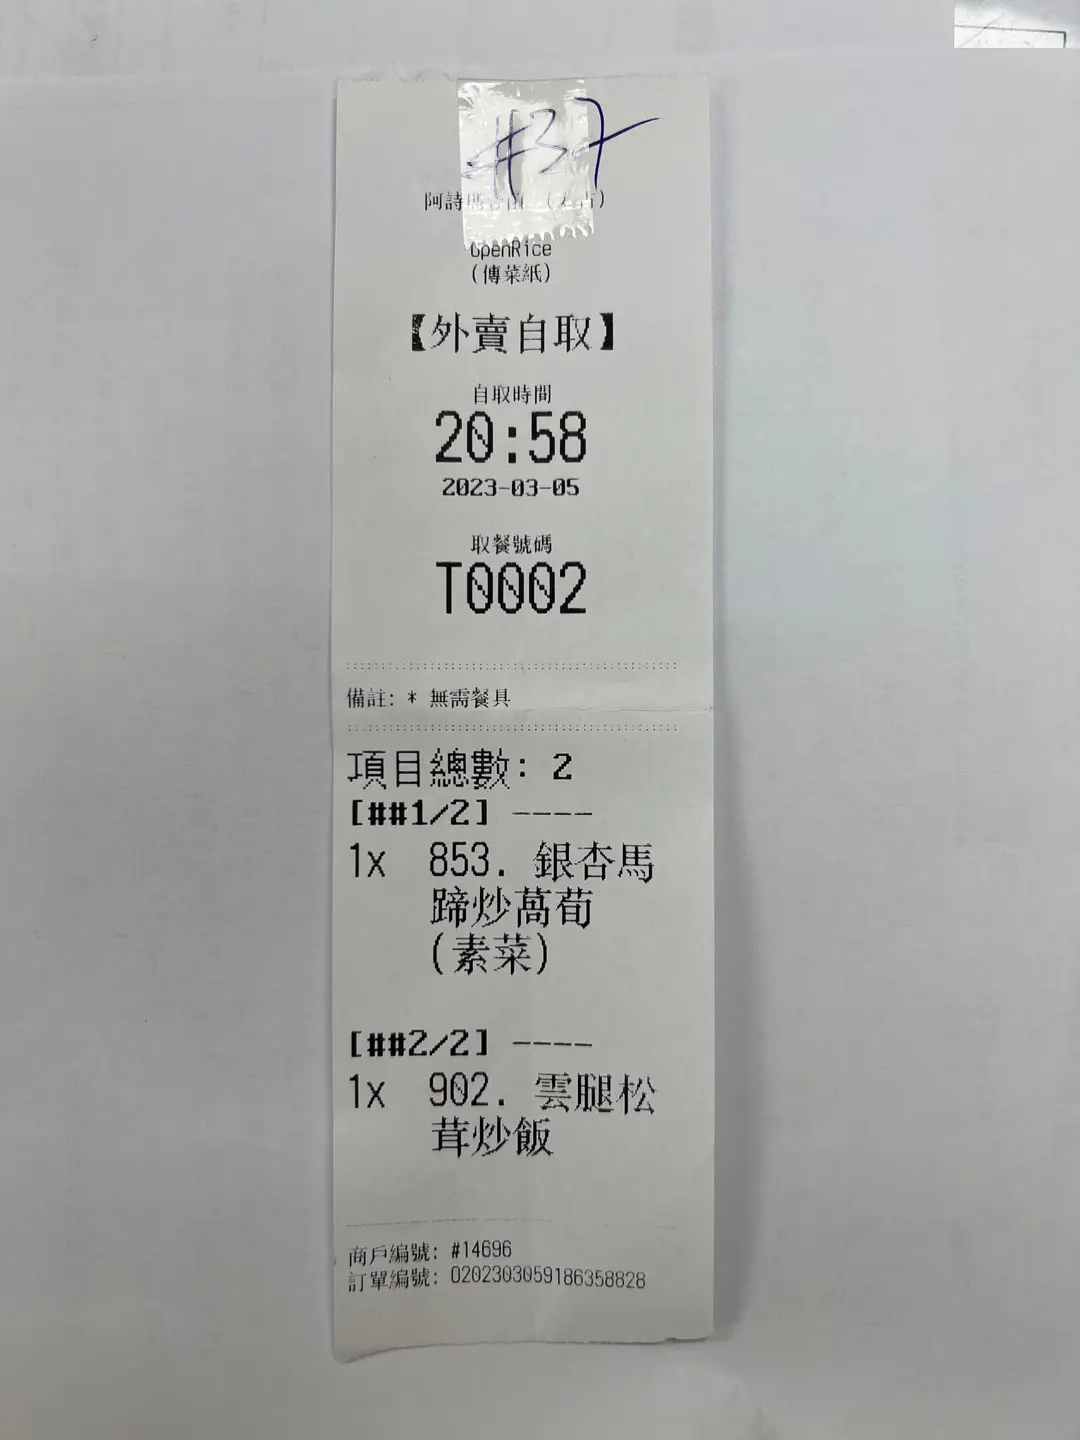 #37
阿詩
OpenRice
(傳菜紙)
【外賣自取】
自取時間
20:58
2023-03-05
取餐號碼
T0002
備註: * 無需餐具
項目總數: 2
[##1/2] ----
1x 853. 銀杏馬
蹄炒萬荀
(素菜)
[##2/2] ----
1x 902. 雲腿松
茸炒飯
商戶編號: #14696
訂單編號: 0202303059186358828